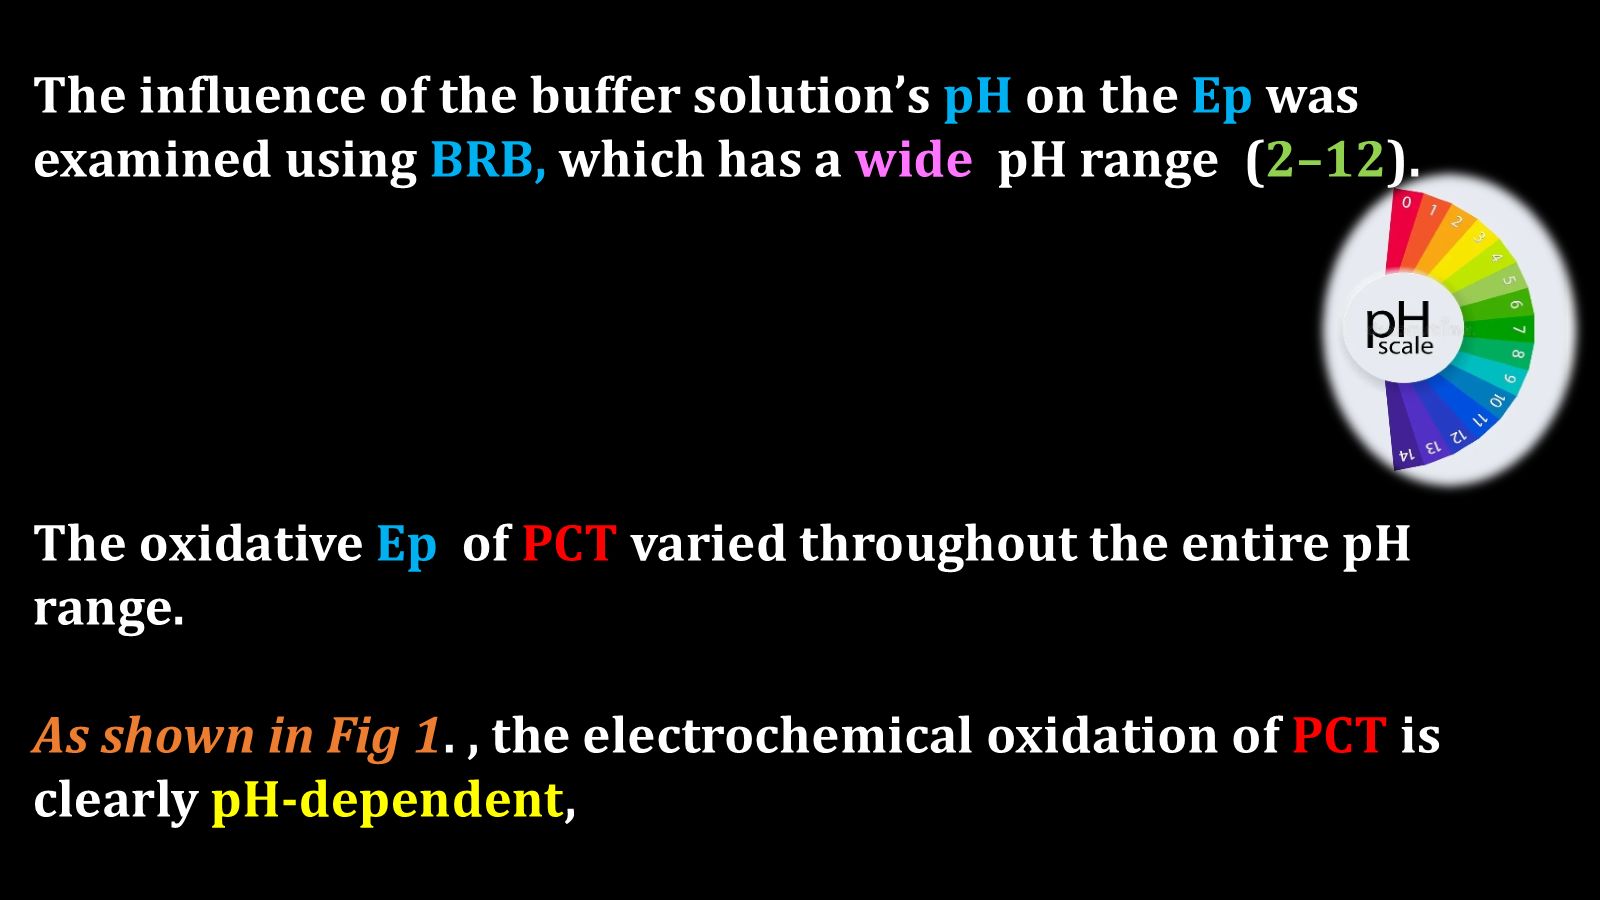 The influence of the buffer solution’s pH on the Ep was
examined using BRB, which has a wide  pH range  (2–12).
0
1
2
3
4
5
6
7
8
9
10
11
12
13
14
pH
scale
The oxidative Ep  of PCT varied throughout the entire pH
range.
As shown in Fig 1. , the electrochemical oxidation of PCT is
clearly pH-dependent,